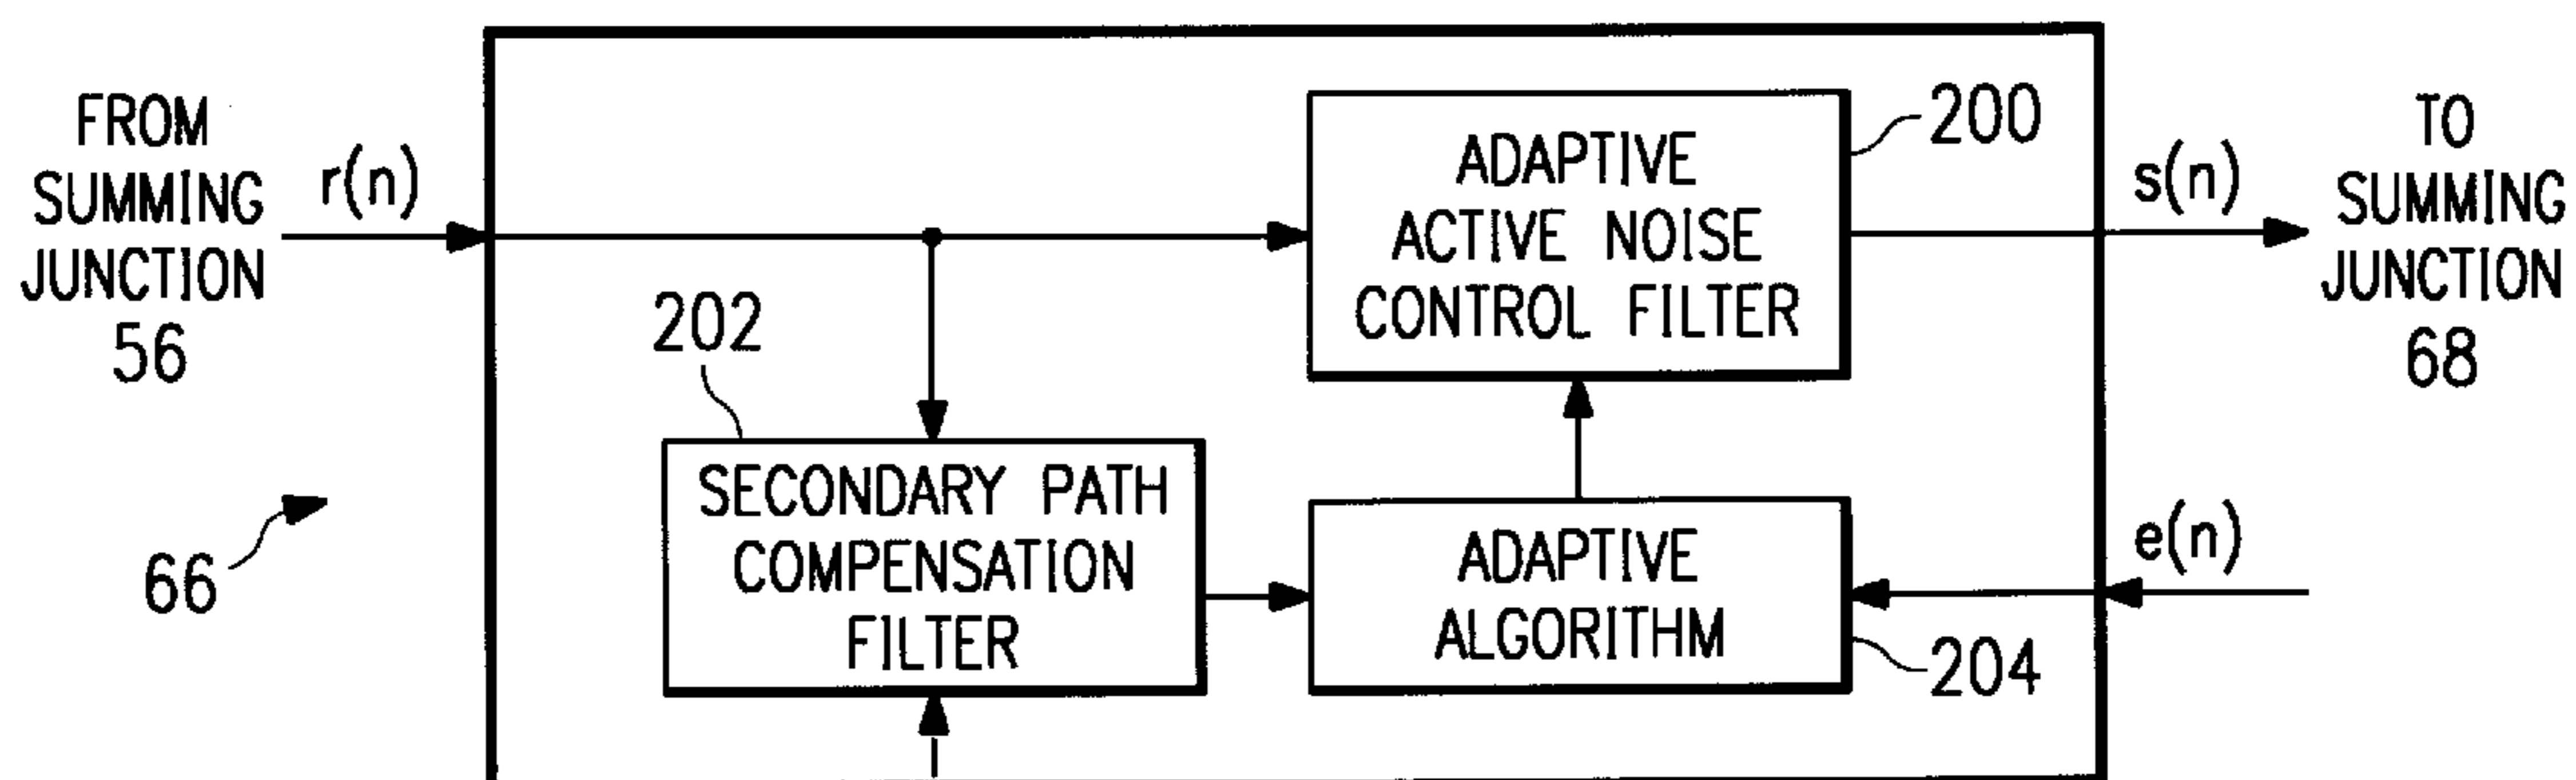 FROM
SUMMING
JUNCTION
56
r(n)
66
202
SECONDARY PATH
COMPENSATION
FILTER
ADAPTIVE
ACTIVE NOISE
CONTROL FILTER
200
ADAPTIVE
ALGORITHM
204
s(n)
e(n)
TO
SUMMING
JUNCTION
68